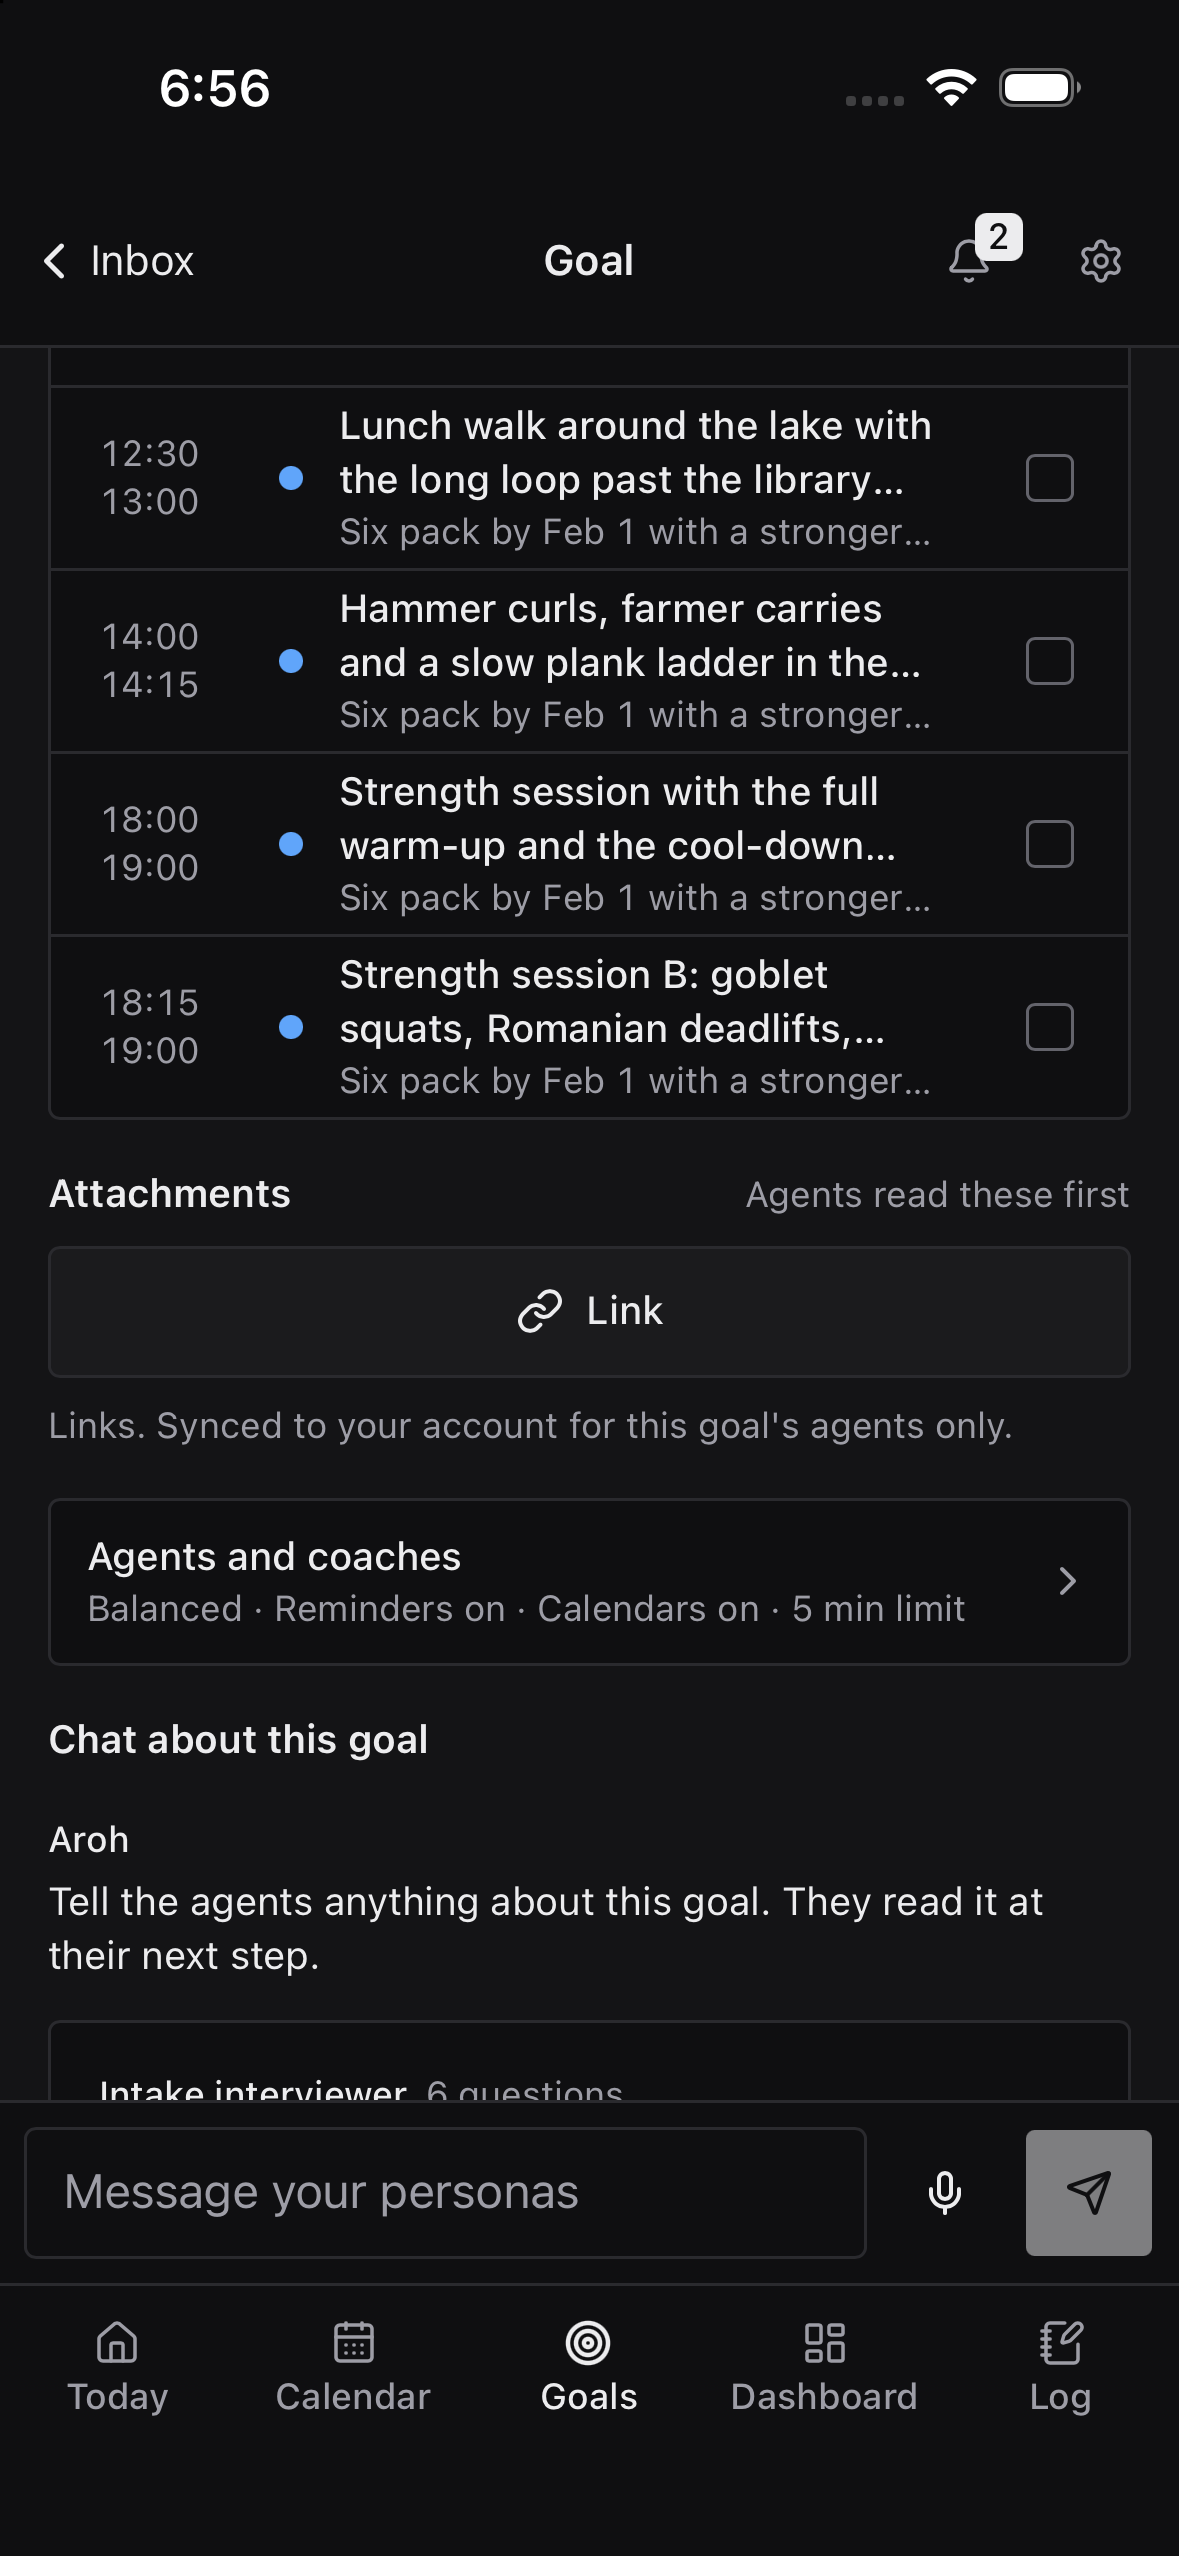 6:56
Inbox
Goal
2
12:30
13:00
Lunch walk around the lake with
the long loop past the library...
Six pack by Feb 1 with a stronger...
14:00
14:15
Hammer curls, farmer carries
and a slow plank ladder in the...
Six pack by Feb 1 with a stronger...
18:00
19:00
Strength session with the full
warm-up and the cool-down...
Six pack by Feb 1 with a stronger...
18:15
19:00
Strength session B: goblet
squats, Romanian deadlifts,...
Six pack by Feb 1 with a stronger...
Attachments
Agents read these first
Link
Links. Synced to your account for this goal's agents only.
Agents and coaches
Balanced · Reminders on · Calendars on · 5 min limit
Chat about this goal
Aroh
Tell the agents anything about this goal. They read it at
their next step.
Intake interviewer 6 questions
Message your personas
Today
Calendar
Goals
Dashboard
Log